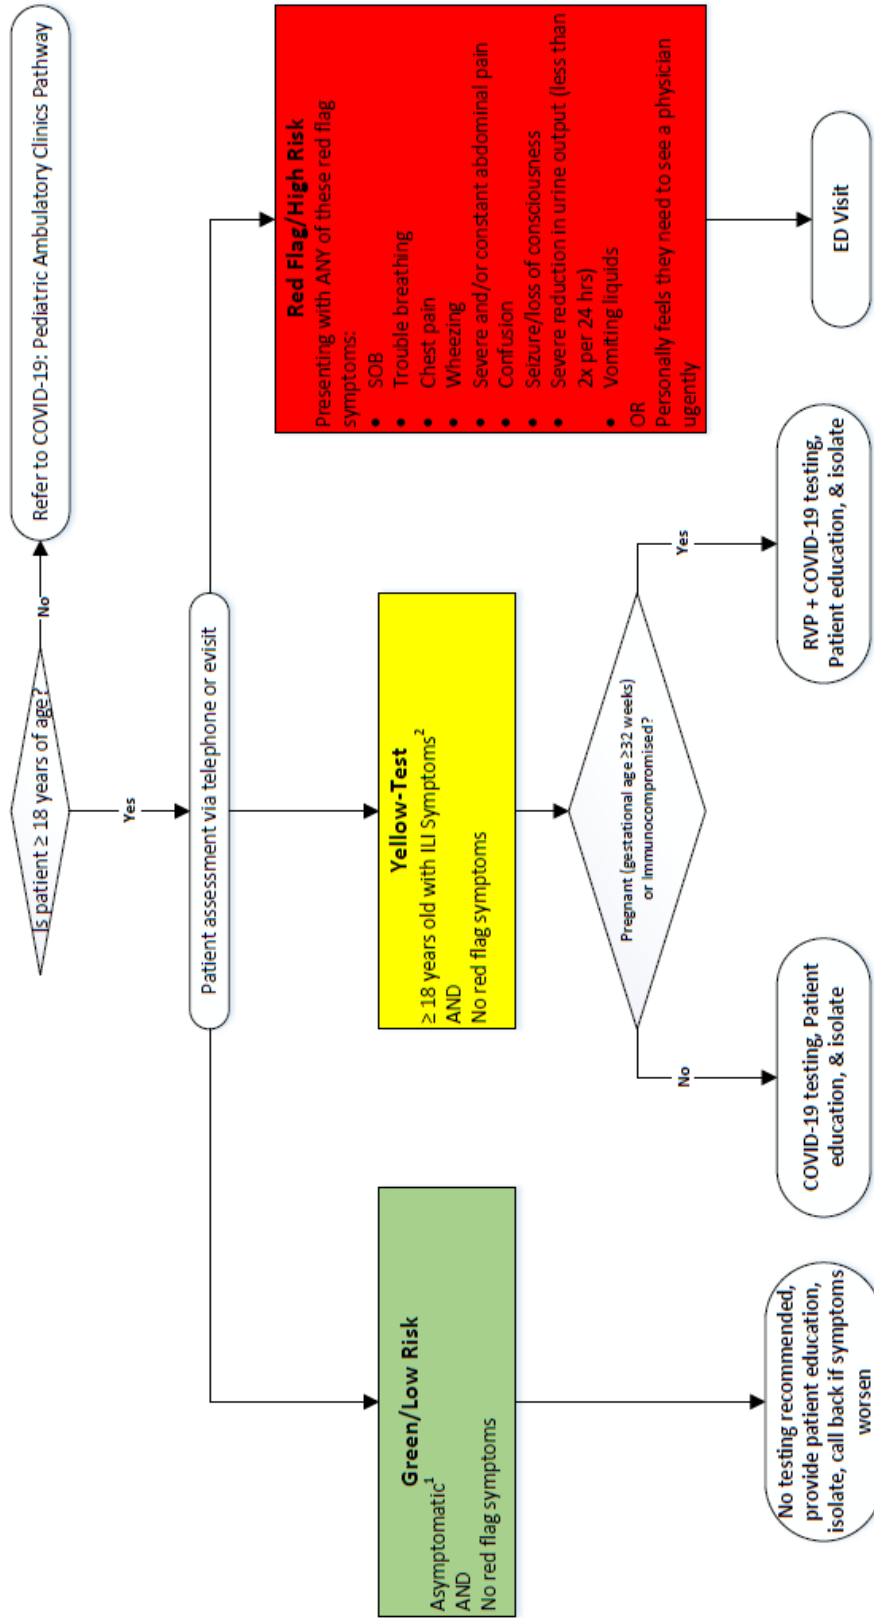 Is patient ≥ 18 years of age?
No
Refer to COVID-19: Pediatric Ambulatory Clinics Pathway
Yes
Patient assessment via telephone or evisit
Green/Low Risk
Asymptomatic¹
AND
No red flag symptoms
Yellow-Test
≥ 18 years old with ILI Symptoms²
AND
No red flag symptoms
Red Flag/High Risk
Presenting with ANY of these red flag
symptoms:
• SOB
• Trouble breathing
• Chest pain
• Wheezing
• Severe and/or constant abdominal pain
• Confusion
• Seizure/loss of consciousness
• Severe reduction in urine output (less than
2x per 24 hrs)
• Vomiting liquids
OR
Personally feels they need to see a physician
ugently
Pregnant (gestational age ≥32 weeks)
or Immunocompromised?
No
Yes
No testing recommended,
provide patient education,
isolate, call back if symptoms
worsen
COVID-19 testing, Patient
education, & isolate
RVP + COVID-19 testing,
Patient education, & isolate
ED Visit